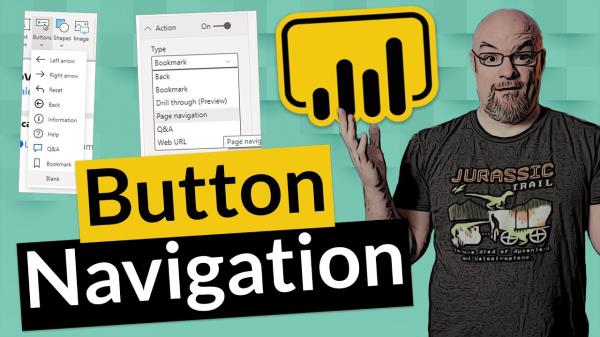 Buttons Shapes Image
Left arrow
Right arrow
Reset
Back
Information
Help
Q&A
Bookmark
Blank
Action On
Type
Bookmark
Back
Bookmark
Drill through (Preview)
Page navigation
Q&A
Web URL
Page navig
Button
Navigation
JURASSIC
TRAIL